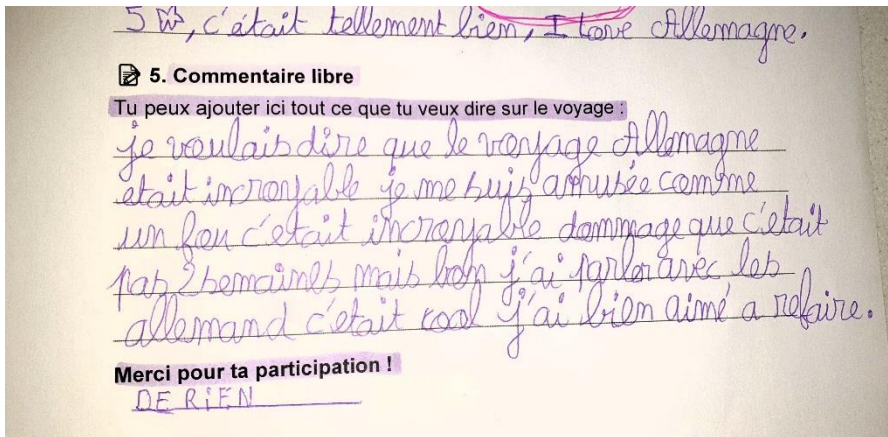 5 ☆, c'était tellement bien, I love Allemagne.
5. Commentaire libre
Tu peux ajouter ici tout ce que tu veux dire sur le voyage :
je voulais dire que le voyage Allemagne
etait incroyable je me suis amusée comme
un fou c'etait incroyable dommage que c'était
pas 2 semaines mais bon j'ai parler avec les
allemand c'etait cool j'ai bien aimé a refaire.
Merci pour ta participation !
DE RIEN